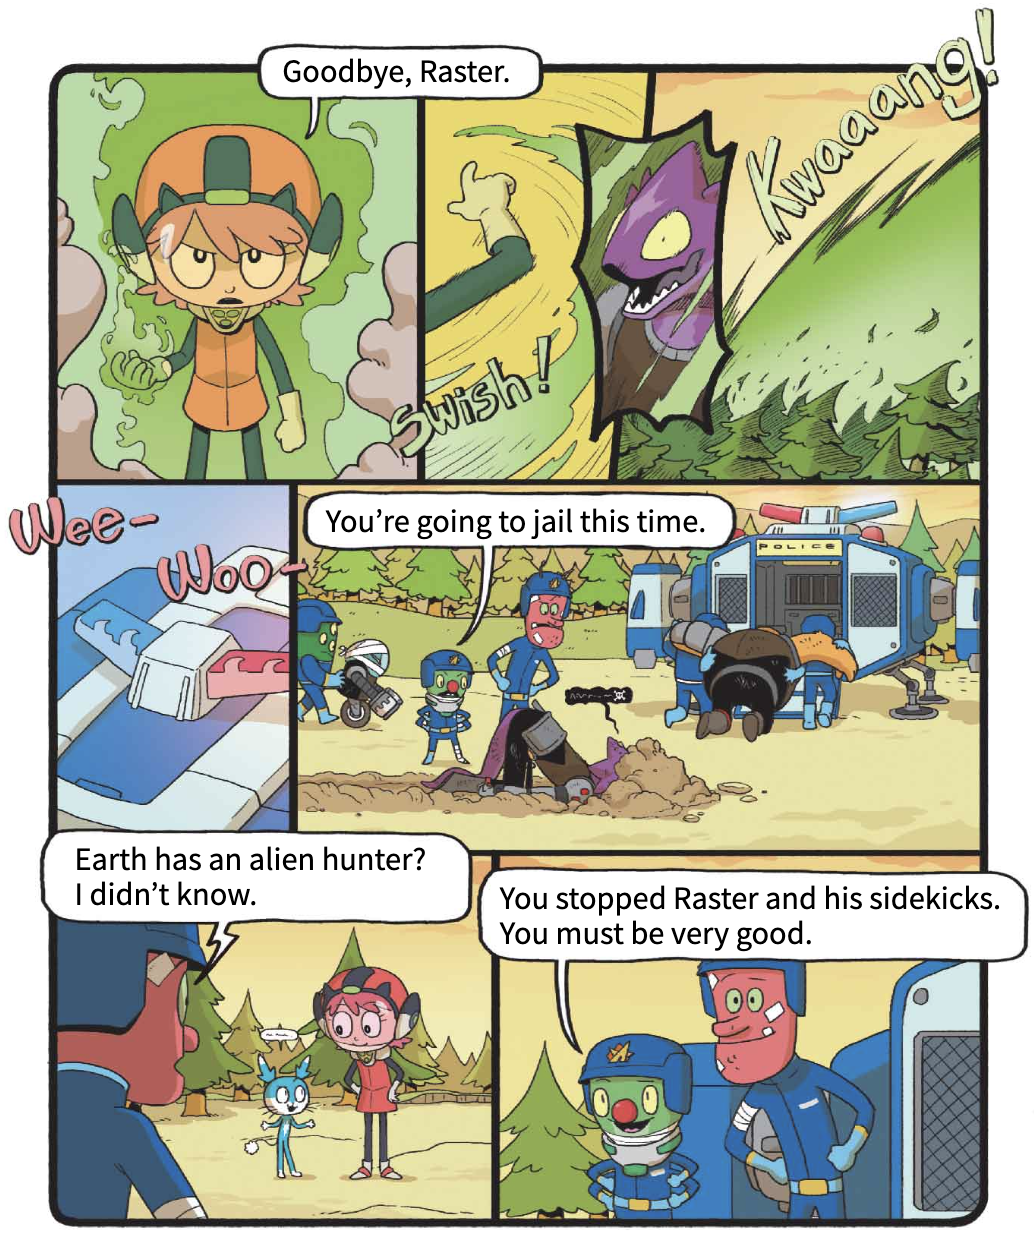 Goodbye, Raster.
Swish!
Kwaaaang!
Wee-
Woo-
You're going to jail this time.
POLICE
Earth has an alien hunter?
I didn't know.
You stopped Raster and his sidekicks.
You must be very good.